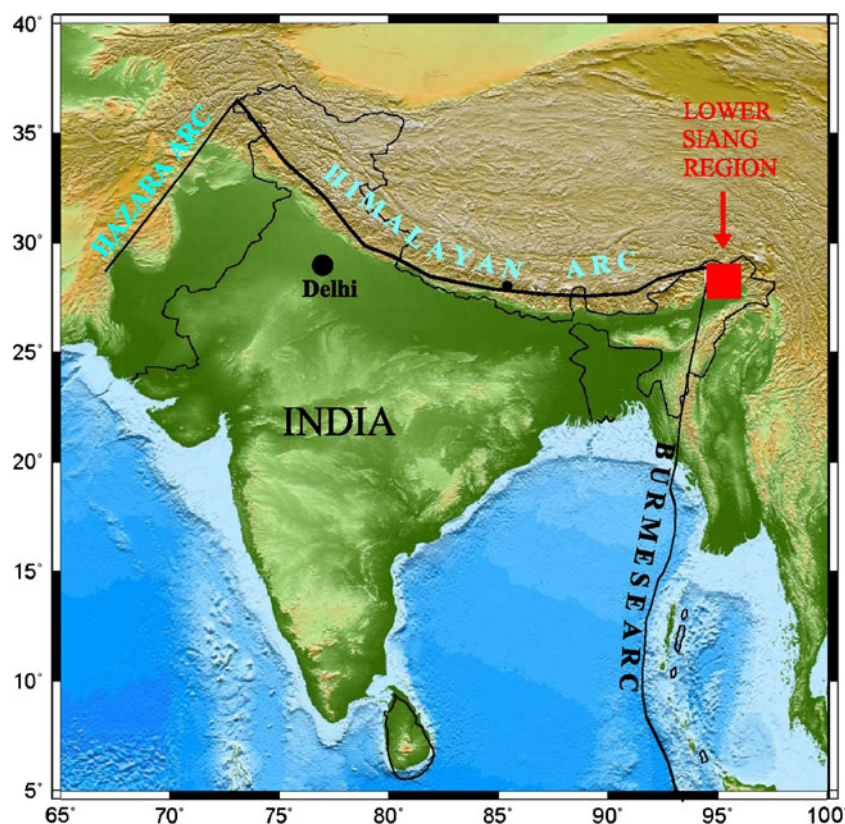 40°
35°
30°
25°
20°
15°
10°
5°
65°
70°
75°
80°
85°
90°
95°
100°
HAZARA ARC
HIMALAYAN ARC
LOWER
SIANG
REGION
Delhi
INDIA
BURMESE ARC